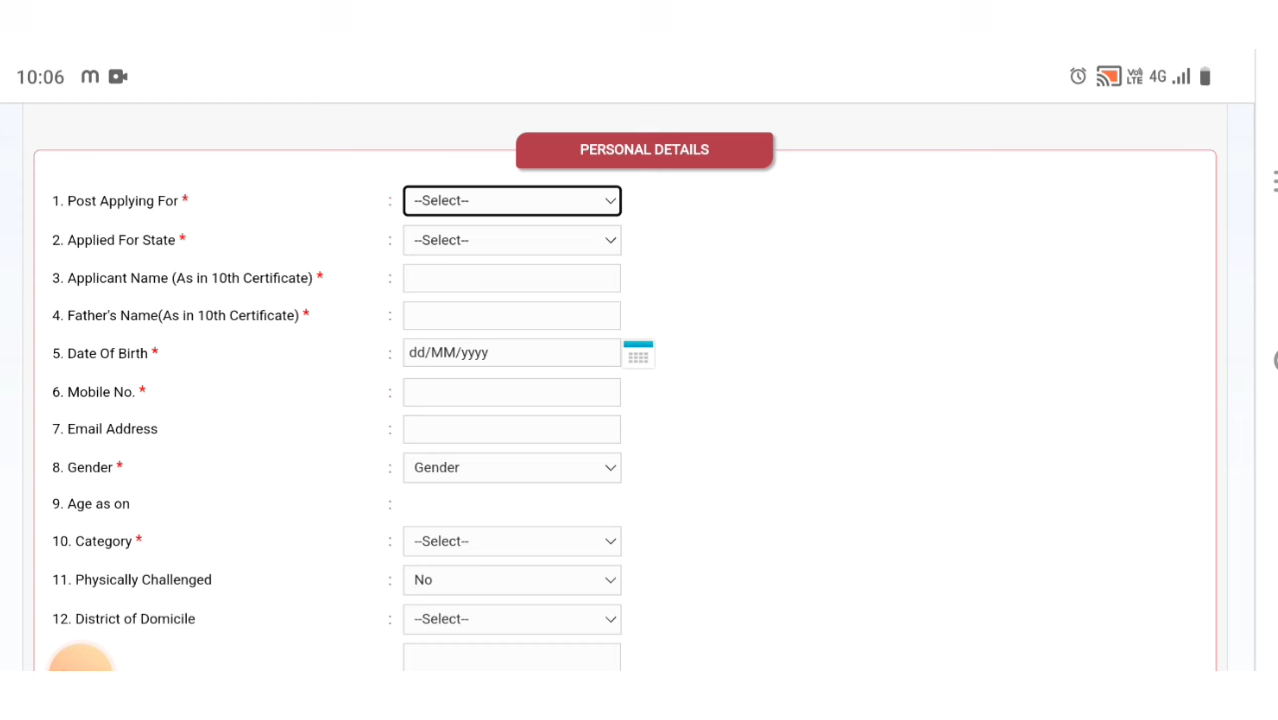 10:06 m
Vo) LTE 4G
PERSONAL DETAILS
1. Post Applying For * : --Select--
2. Applied For State * : --Select--
3. Applicant Name (As in 10th Certificate) * :
4. Father's Name(As in 10th Certificate) * :
5. Date Of Birth * : dd/MM/yyyy
6. Mobile No. * :
7. Email Address :
8. Gender * : Gender
9. Age as on :
10. Category * : --Select--
11. Physically Challenged : No
12. District of Domicile : --Select--